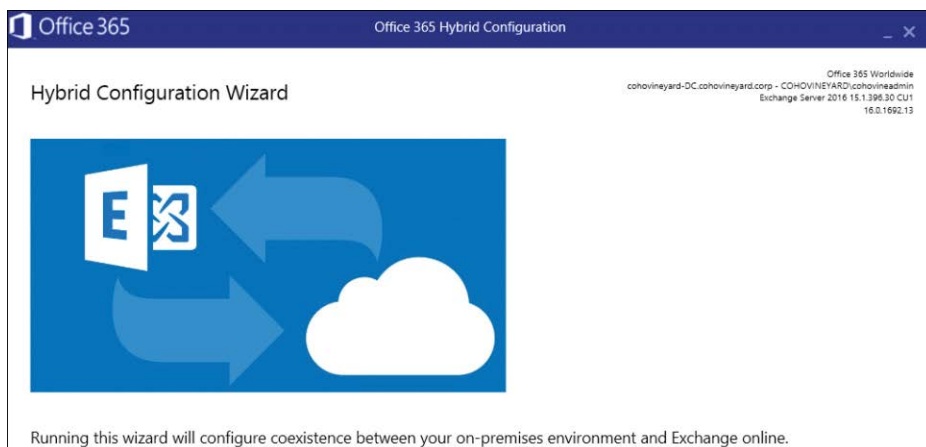 Office 365
Office 365 Hybrid Configuration
Hybrid Configuration Wizard
Office 365 Worldwide
cohovineyard-DC.cohovineyard.corp - COHOVINEYARD\cohovineadmin
Exchange Server 2016 15.1.396.30 CU1
16.0.1692.13
E
Running this wizard will configure coexistence between your on-premises environment and Exchange online.